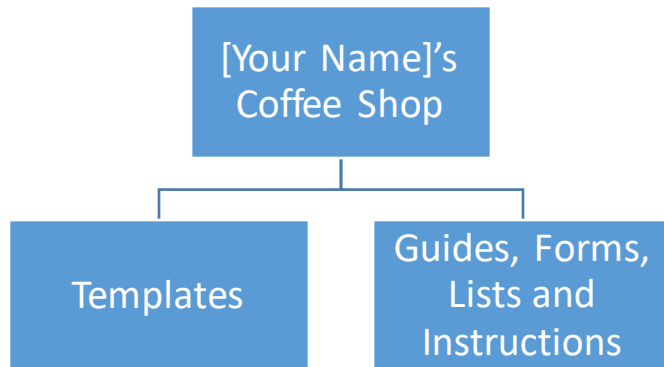 [Your Name]’s
Coffee Shop
Templates
Guides, Forms,
Lists and
Instructions